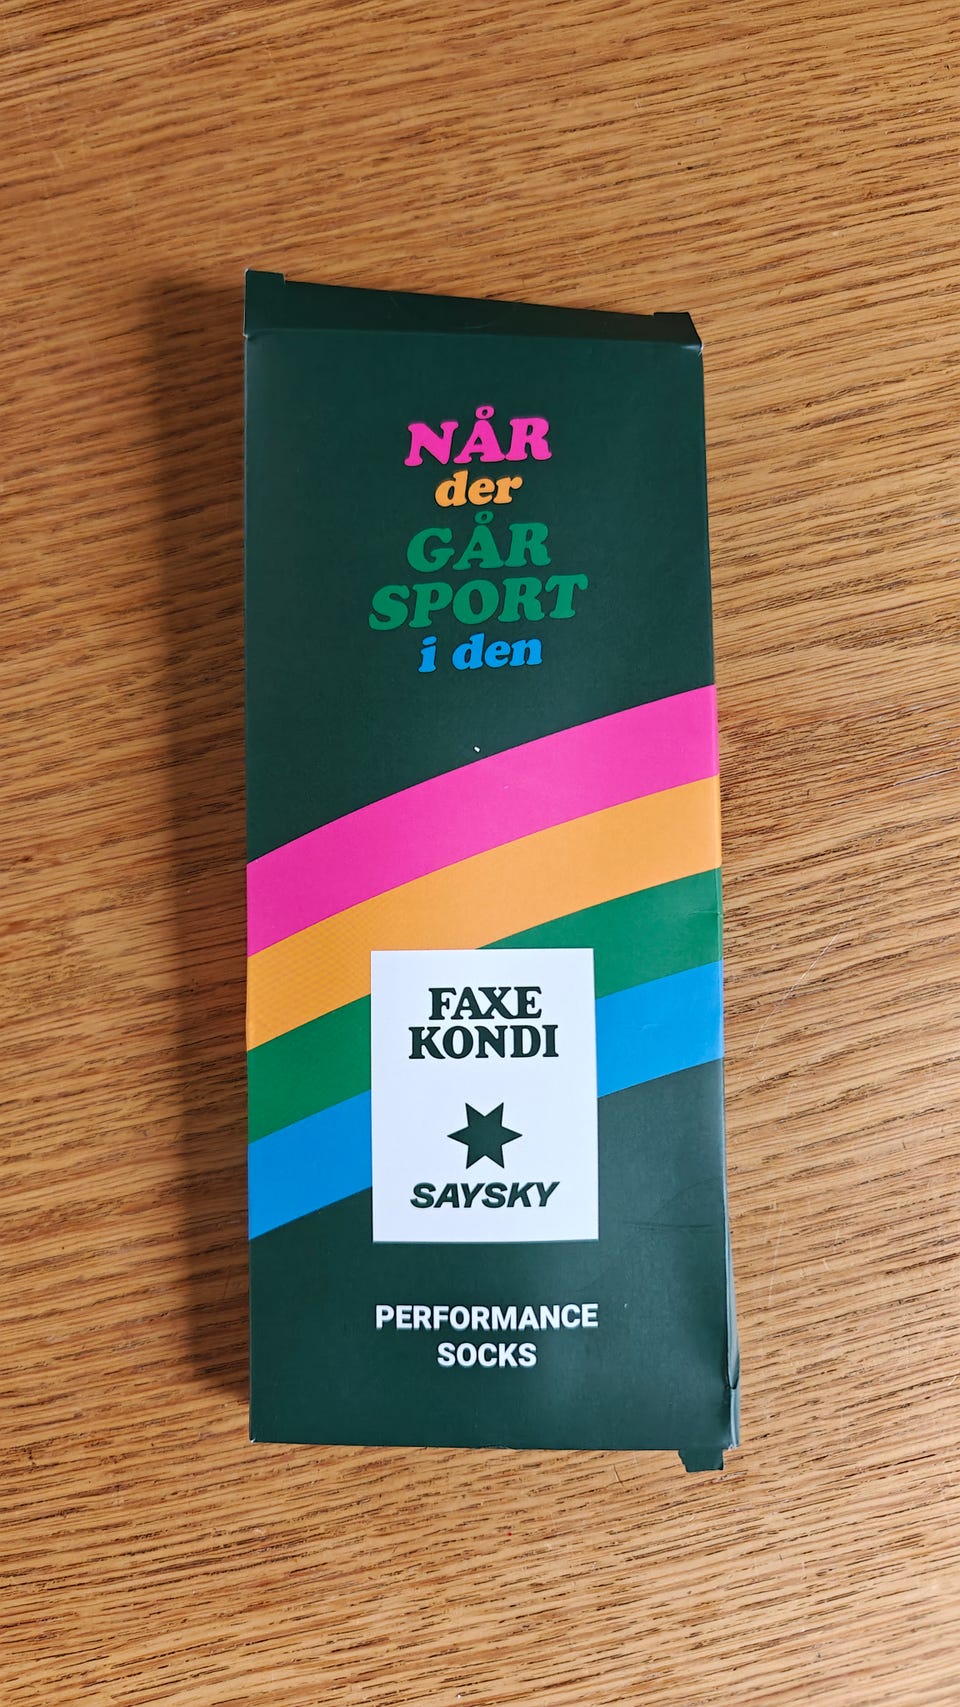 NÅR
der
GÅR
SPORT
i den
FAXE
KONDI
SAYSKY
PERFORMANCE
SOCKS